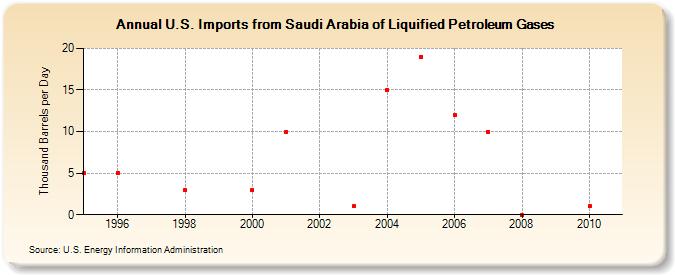 Annual U.S. Imports from Saudi Arabia of Liquified Petroleum Gases
Thousand Barrels per Day
20
15
10
5
0
1996 1998 2000 2002 2004 2006 2008 2010
Source: U.S. Energy Information Administration